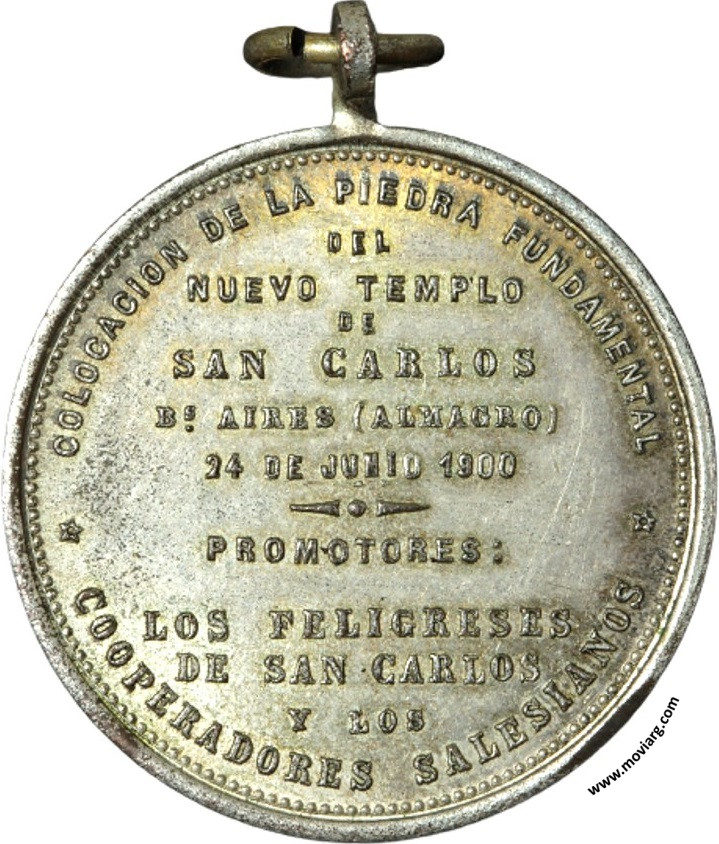 COLOCACION DE LA PIEDRA FUNDAMENTAL
DEL
NUEVO TEMPLO
DE
SAN CARLOS
Bs. AIRES (ALMAGRO)
24 DE JUNIO 1900
PROMOTORES:
LOS FELIGRESES
DE SAN CARLOS
Y LOS
COOPERADORES SALESIANOS
www.moviarg.com